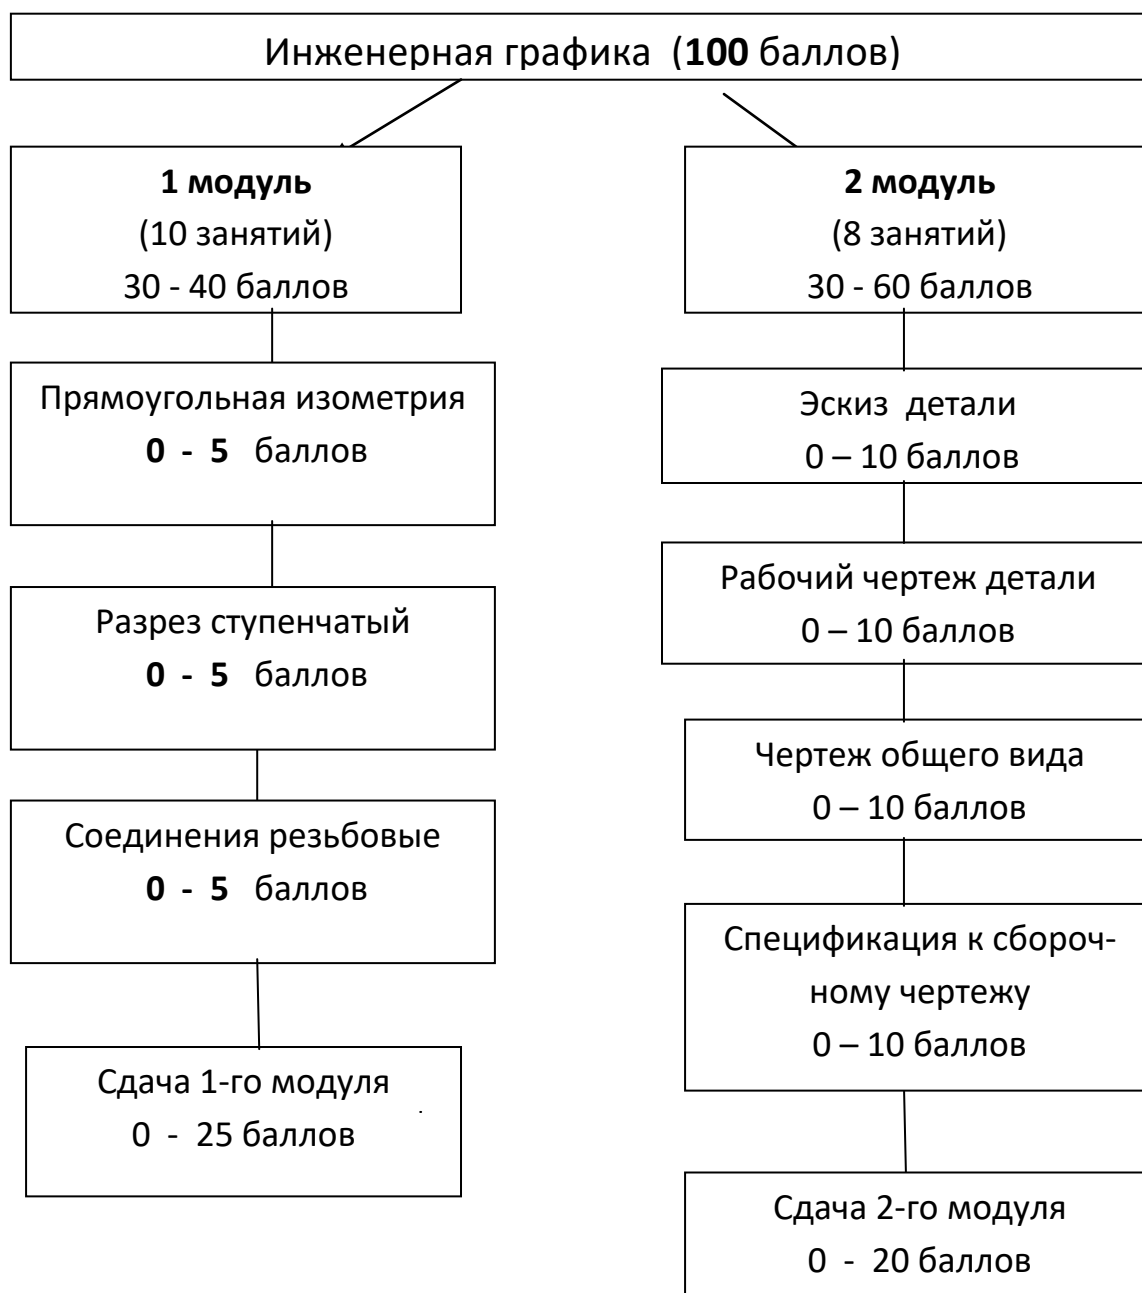 Инженерная графика (100 баллов)
1 модуль
(10 занятий)
30 - 40 баллов
Прямоугольная изометрия
0 - 5 баллов
Разрез ступенчатый
0 - 5 баллов
Соединения резьбовые
0 - 5 баллов
Сдача 1-го модуля
0 - 25 баллов
2 модуль
(8 занятий)
30 - 60 баллов
Эскиз детали
0 – 10 баллов
Рабочий чертеж детали
0 – 10 баллов
Чертеж общего вида
0 – 10 баллов
Спецификация к сбороч-
ному чертежу
0 – 10 баллов
Сдача 2-го модуля
0 - 20 баллов